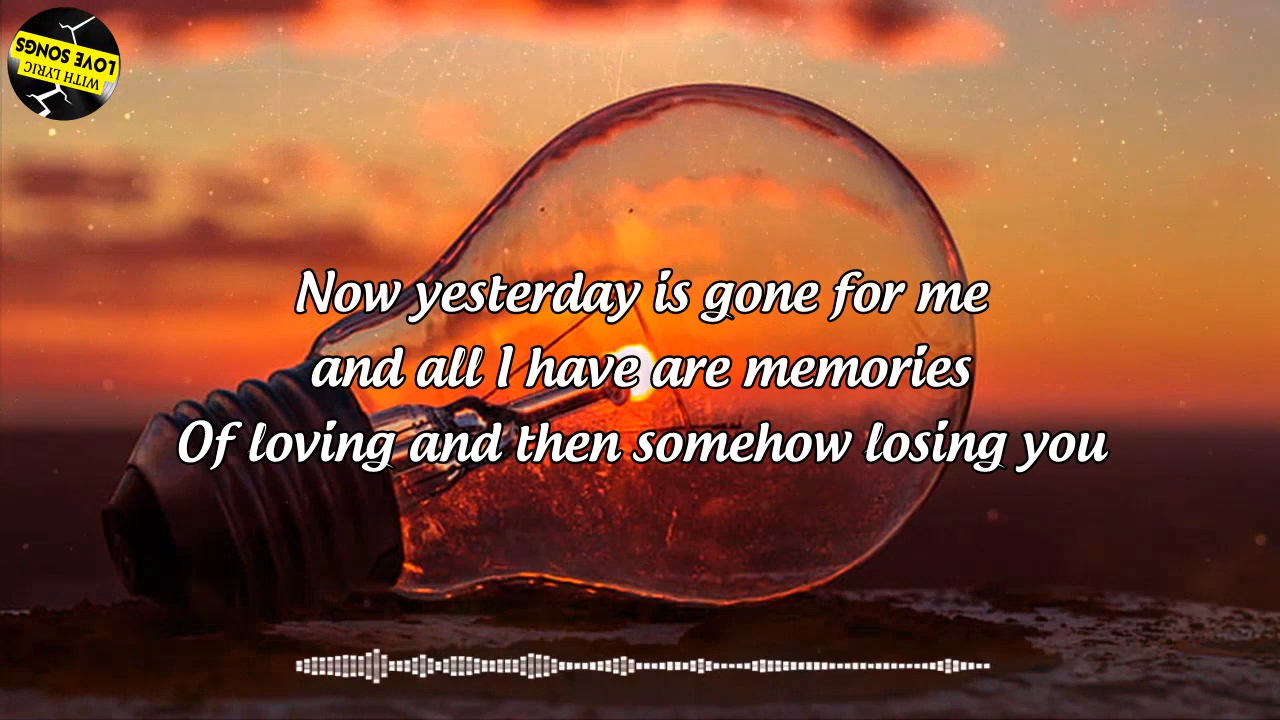 LOVE SONGS
WITH LYRIC
Now yesterday is gone for me
and all I have are memories
Of loving and then somehow losing you